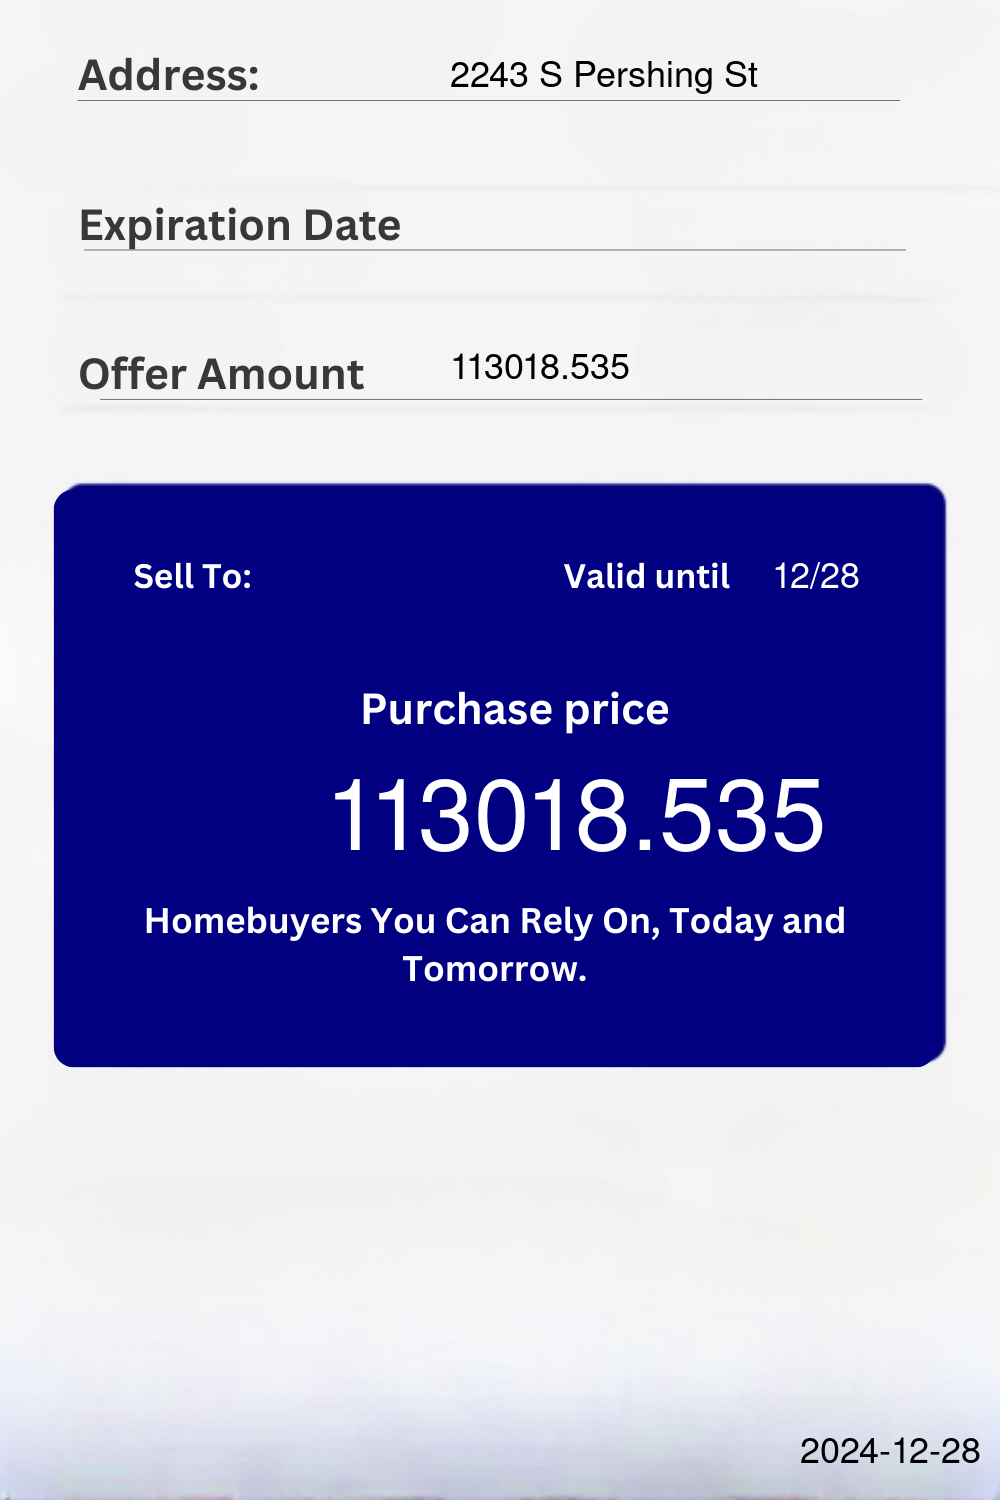 Address: 2243 S Pershing St
Expiration Date
Offer Amount 113018.535
Sell To: Valid until 12/28
Purchase price
113018.535
Homebuyers You Can Rely On, Today and
Tomorrow.
2024-12-28